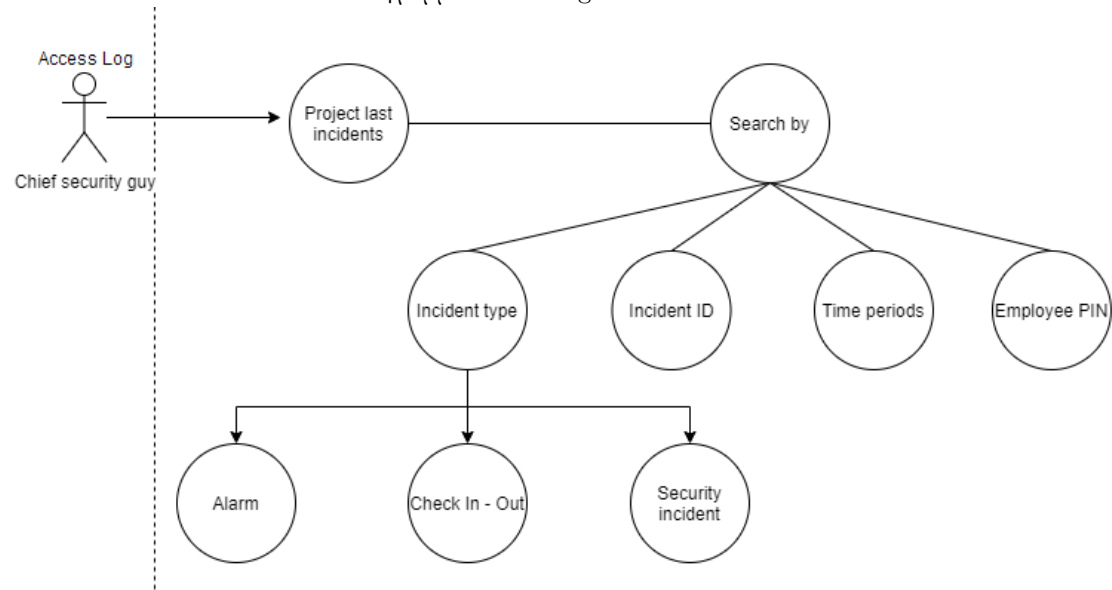 Access Log
Chief security guy
Project last
incidents
Search by
Incident type
Incident ID
Time periods
Employee PIN
Alarm
Check In - Out
Security
incident